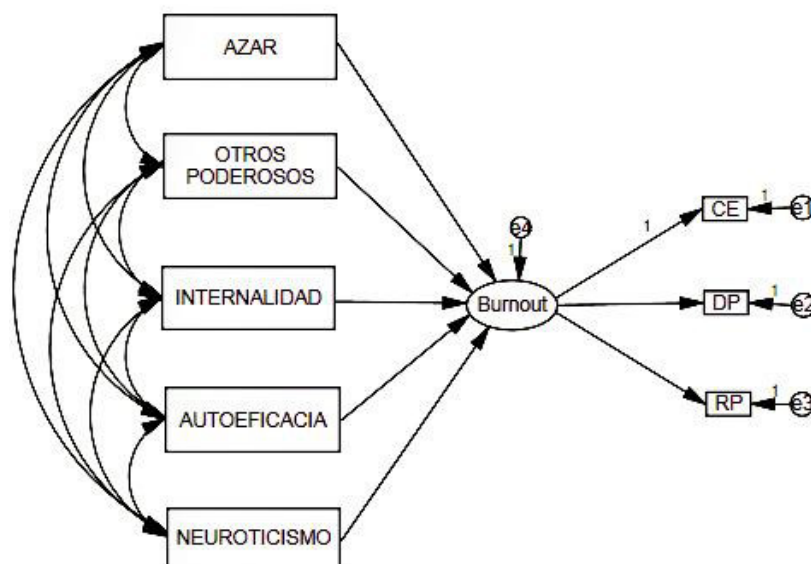 AZAR
OTROS
PODEROSOS
INTERNALIDAD
AUTOEFICACIA
NEUROTICISMO
e4
1
Burnout
1
CE
1
e1
DP
1
e2
RP
1
e3